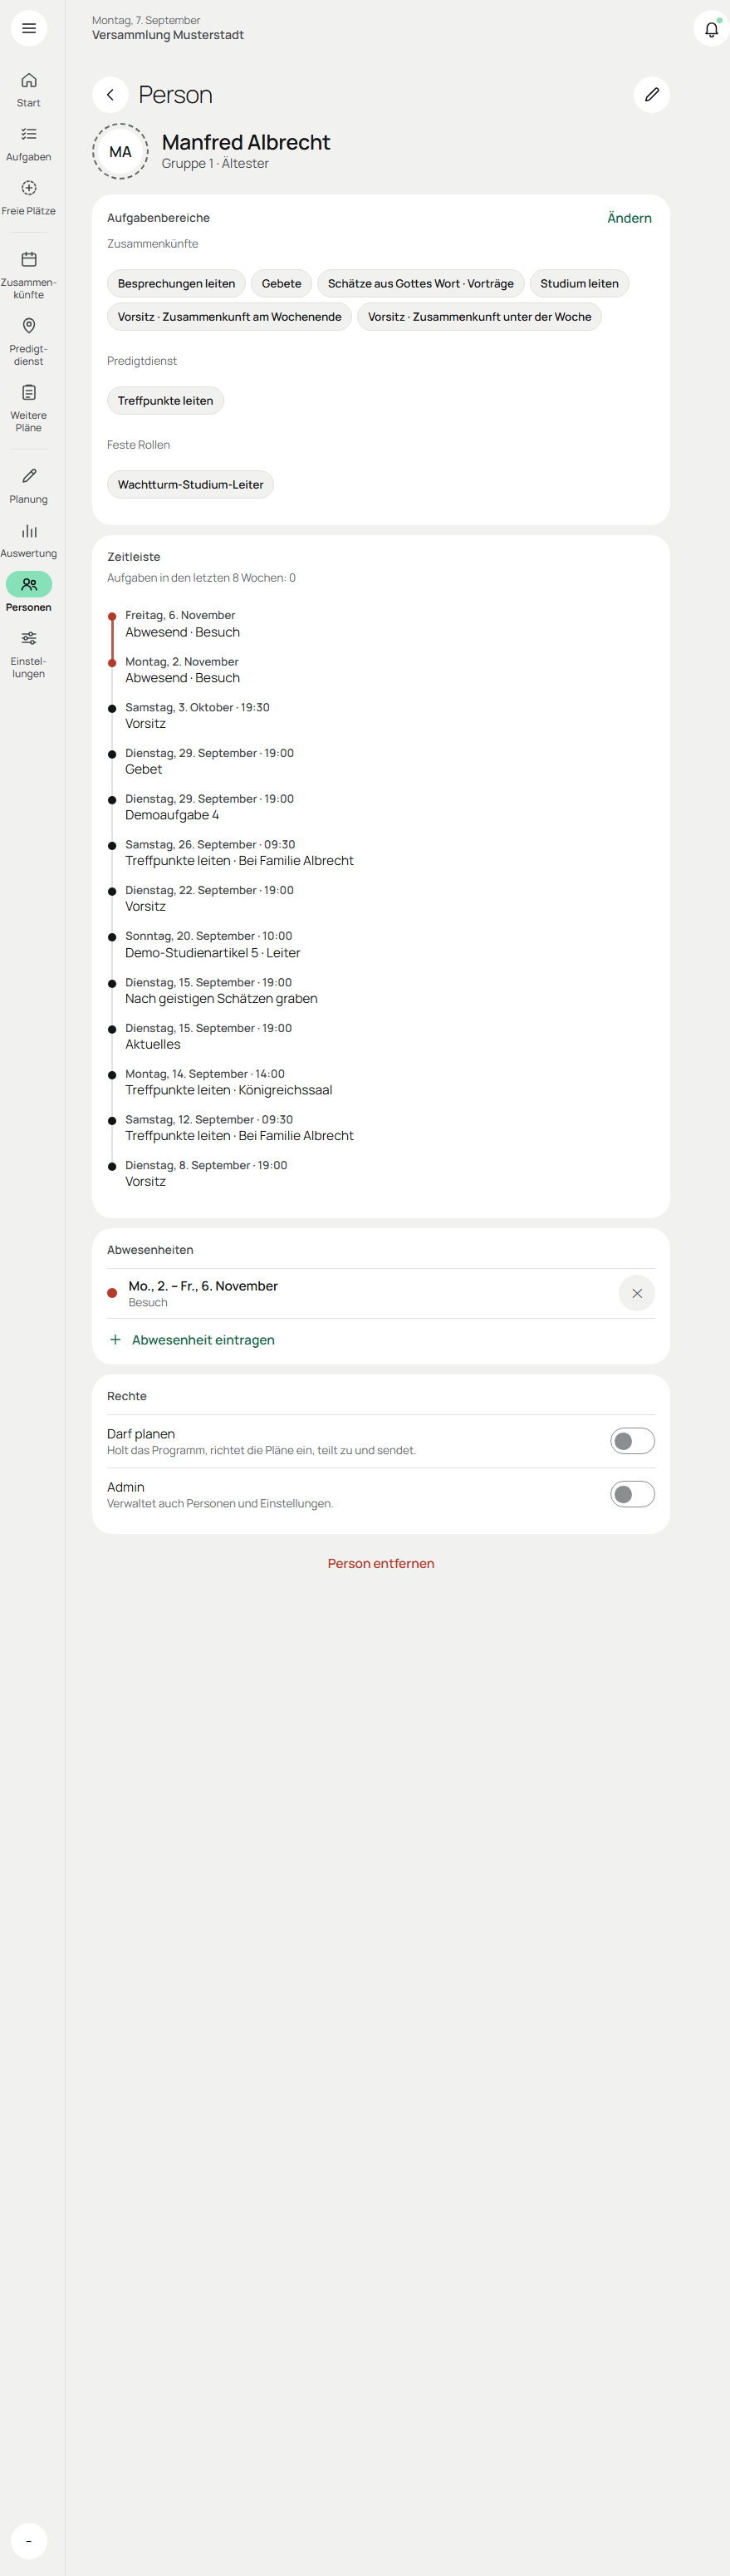 Montag, 7. September
Versammlung Musterstadt
Start
Aufgaben
Freie Plätze
Zusammen-
künfte
Predigt-
dienst
Weitere
Pläne
Planung
Auswertung
Personen
Einstel-
lungen
–
Person
MA
Manfred Albrecht
Gruppe 1 · Ältester
Aufgabenbereiche
Ändern
Zusammenkünfte
Besprechungen leiten
Gebete
Schätze aus Gottes Wort · Vorträge
Studium leiten
Vorsitz · Zusammenkunft am Wochenende
Vorsitz · Zusammenkunft unter der Woche
Predigtdienst
Treffpunkte leiten
Feste Rollen
Wachtturm-Studium-Leiter
Zeitleiste
Aufgaben in den letzten 8 Wochen: 0
Freitag, 6. November
Abwesend · Besuch
Montag, 2. November
Abwesend · Besuch
Samstag, 3. Oktober · 19:30
Vorsitz
Dienstag, 29. September · 19:00
Gebet
Dienstag, 29. September · 19:00
Demoaufgabe 4
Samstag, 26. September · 09:30
Treffpunkte leiten · Bei Familie Albrecht
Dienstag, 22. September · 19:00
Vorsitz
Sonntag, 20. September · 10:00
Demo-Studienartikel 5 · Leiter
Dienstag, 15. September · 19:00
Nach geistigen Schätzen graben
Dienstag, 15. September · 19:00
Aktuelles
Montag, 14. September · 14:00
Treffpunkte leiten · Königreichssaal
Samstag, 12. September · 09:30
Treffpunkte leiten · Bei Familie Albrecht
Dienstag, 8. September · 19:00
Vorsitz
Abwesenheiten
Mo., 2. – Fr., 6. November
Besuch
Abwesenheit eintragen
Rechte
Darf planen
Holt das Programm, richtet die Pläne ein, teilt zu und sendet.
Admin
Verwaltet auch Personen und Einstellungen.
Person entfernen